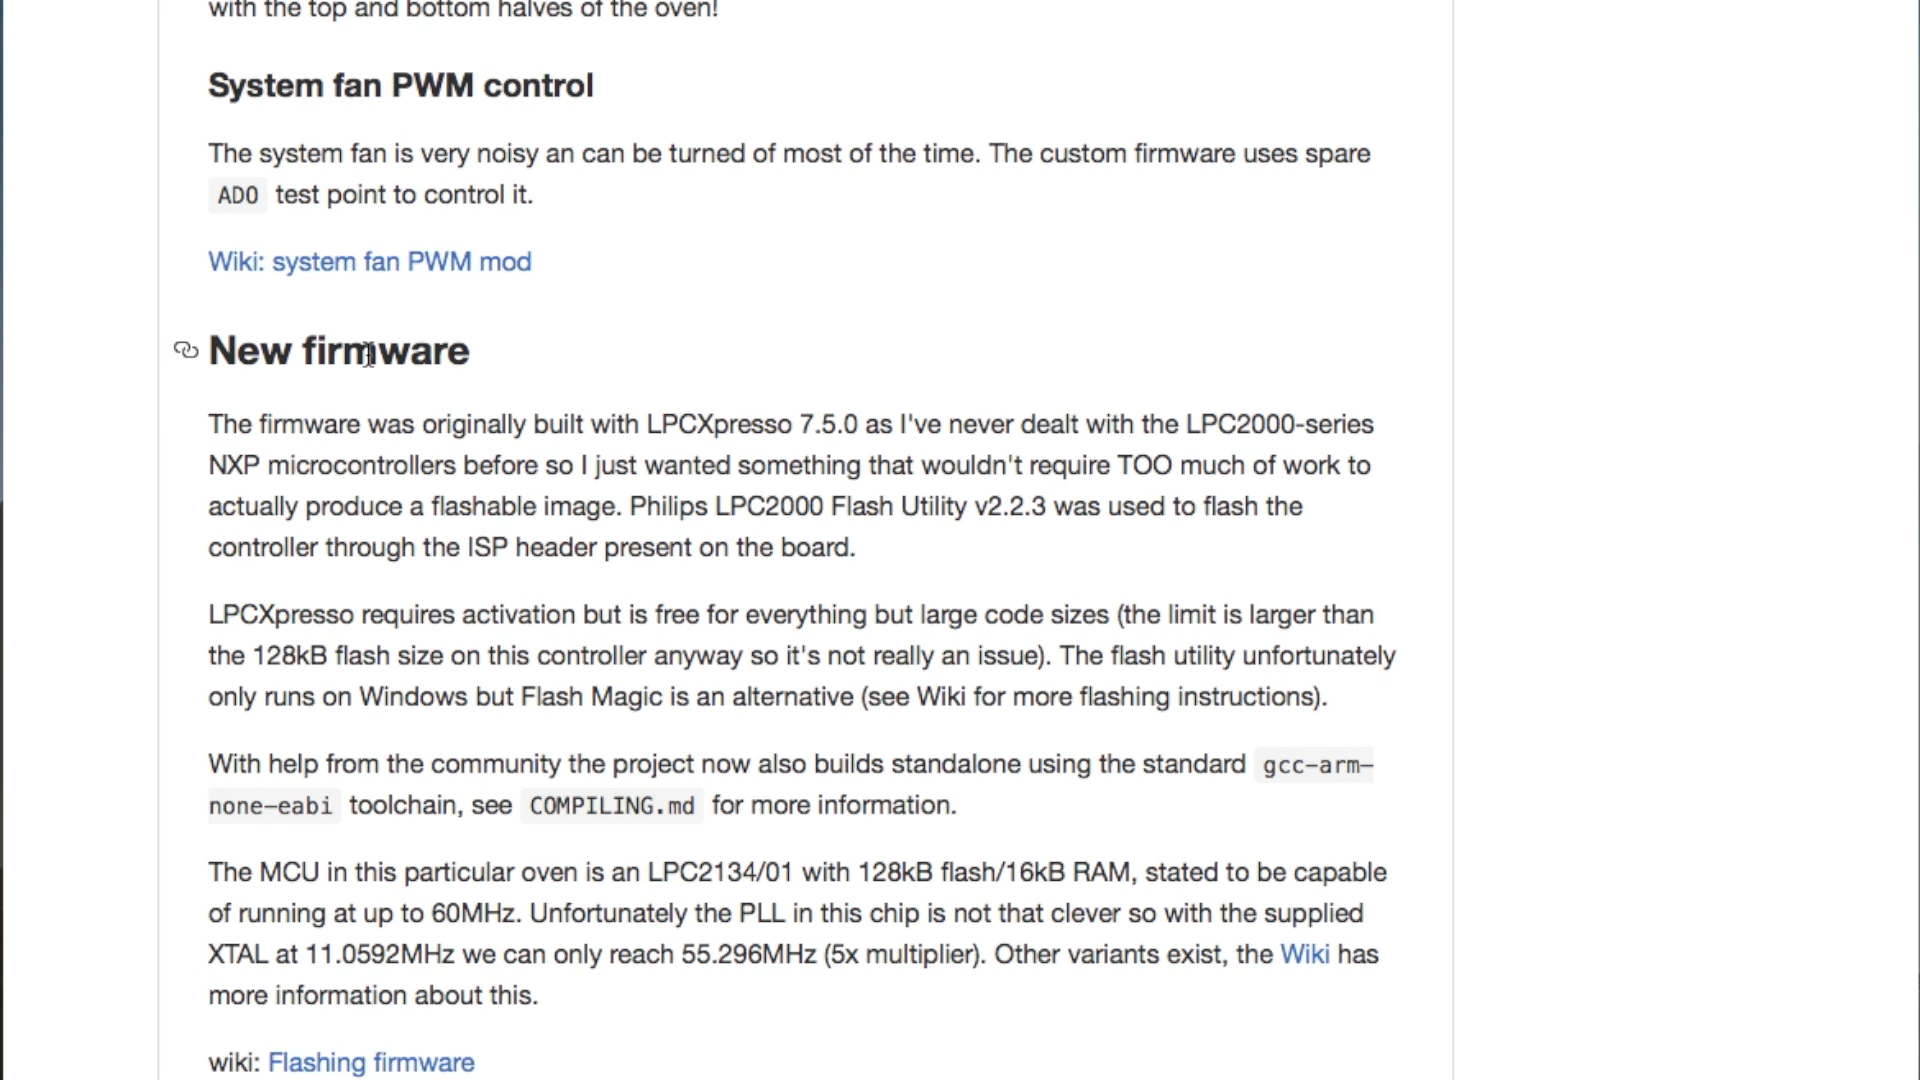 with the top and bottom halves of the oven!
System fan PWM control
The system fan is very noisy an can be turned of most of the time. The custom firmware uses spare
ADO test point to control it.
Wiki: system fan PWM mod
New firmware
The firmware was originally built with LPCXpresso 7.5.0 as I've never dealt with the LPC2000-series
NXP microcontrollers before so I just wanted something that wouldn't require TOO much of work to
actually produce a flashable image. Philips LPC2000 Flash Utility v2.2.3 was used to flash the
controller through the ISP header present on the board.
LPCXpresso requires activation but is free for everything but large code sizes (the limit is larger than
the 128kB flash size on this controller anyway so it's not really an issue). The flash utility unfortunately
only runs on Windows but Flash Magic is an alternative (see Wiki for more flashing instructions).
With help from the community the project now also builds standalone using the standard gcc-arm-
none-eabi toolchain, see COMPILING.md for more information.
The MCU in this particular oven is an LPC2134/01 with 128kB flash/16kB RAM, stated to be capable
of running at up to 60MHz. Unfortunately the PLL in this chip is not that clever so with the supplied
XTAL at 11.0592MHz we can only reach 55.296MHz (5x multiplier). Other variants exist, the Wiki has
more information about this.
wiki: Flashing firmware